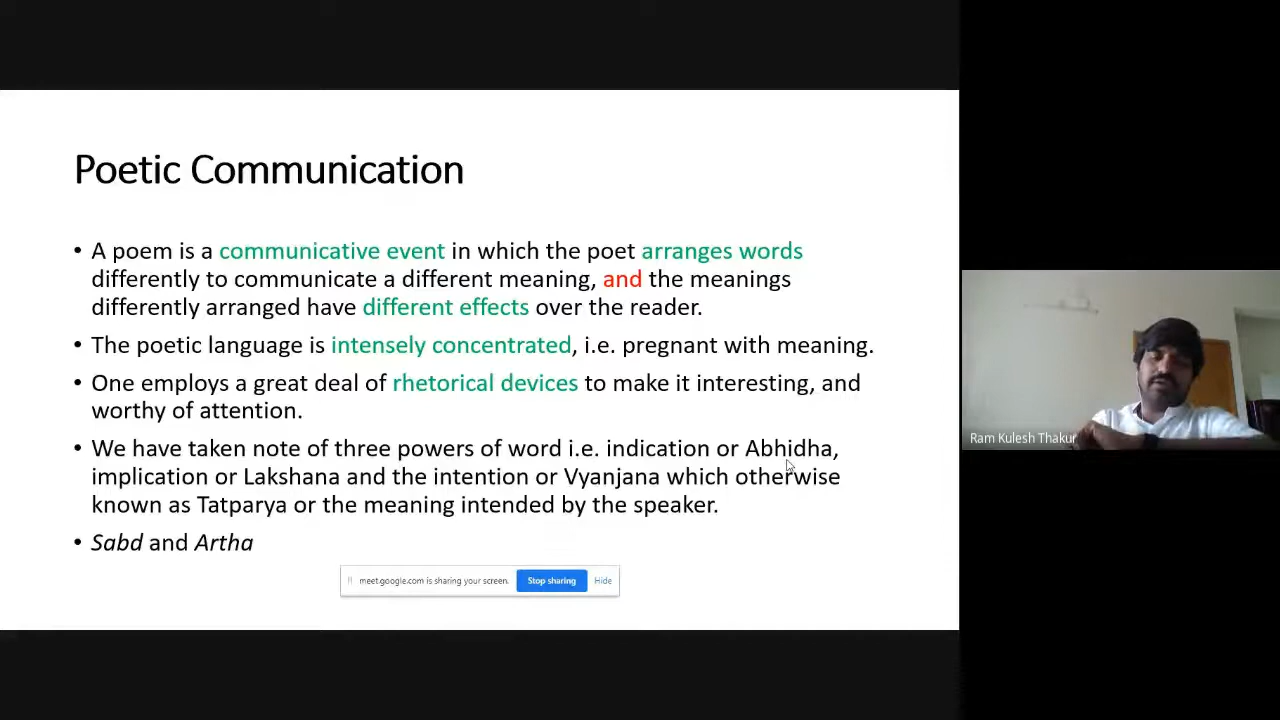 Poetic Communication
• A poem is a communicative event in which the poet arranges words
differently to communicate a different meaning, and the meanings
differently arranged have different effects over the reader.
• The poetic language is intensely concentrated, i.e. pregnant with meaning.
• One employs a great deal of rhetorical devices to make it interesting, and
worthy of attention.
• We have taken note of three powers of word i.e. indication or Abhidha,
implication or Lakshana and the intention or Vyanjana which otherwise
known as Tatparya or the meaning intended by the speaker.
• Sabd and Artha
meet.google.com is sharing your screen. Stop sharing Hide
Ram Kulesh Thakur